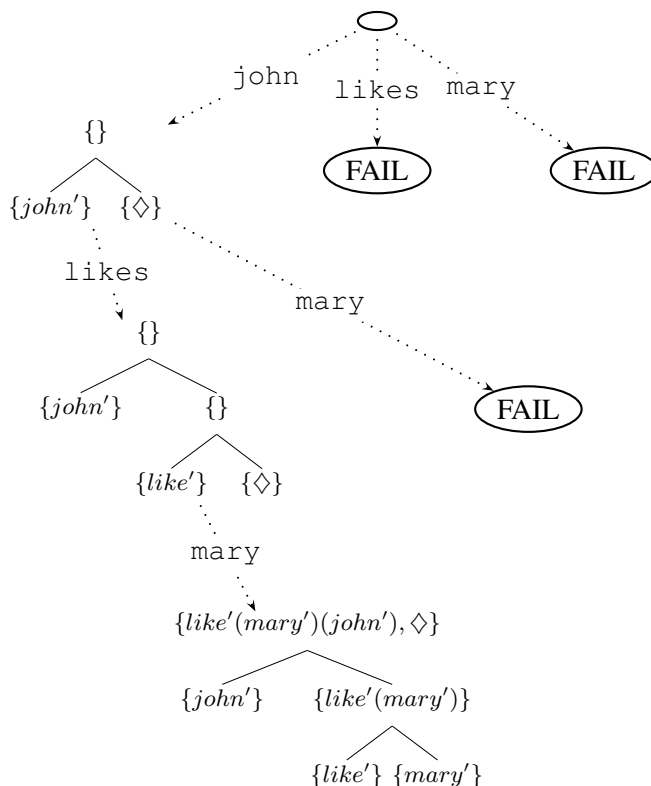 john likes mary
{}
FAIL FAIL
{john′} {◇}
likes
mary
{}
{john′} {} FAIL
{like′} {◇}
mary
{like′(mary′)(john′), ◇}
{john′} {like′(mary′)}
{like′} {mary′}